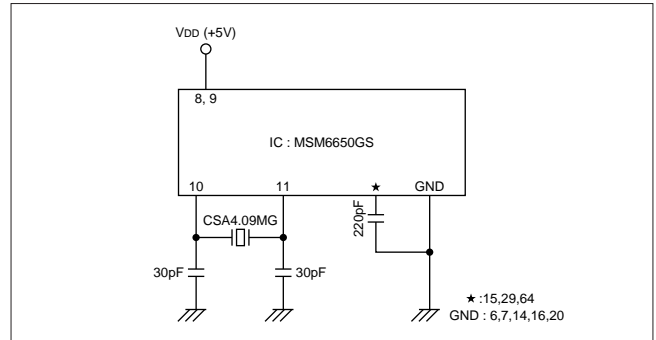 VDD (+5V)
8, 9
IC : MSM6650GS
10 11 ★ GND
CSA4.09MG
220pF
30pF 30pF
★ :15,29,64
GND : 6,7,14,16,20